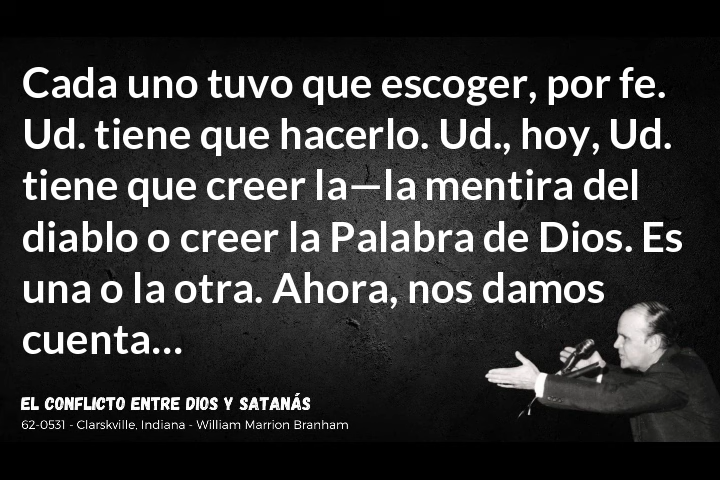 Cada uno tuvo que escoger, por fe.
Ud. tiene que hacerlo. Ud., hoy, Ud.
tiene que creer la—la mentira del
diablo o creer la Palabra de Dios. Es
una o la otra. Ahora, nos damos
cuenta...
EL CONFLICTO ENTRE DIOS Y SATANÁS
62-0531 - Clarskville, Indiana - William Marrion Branham